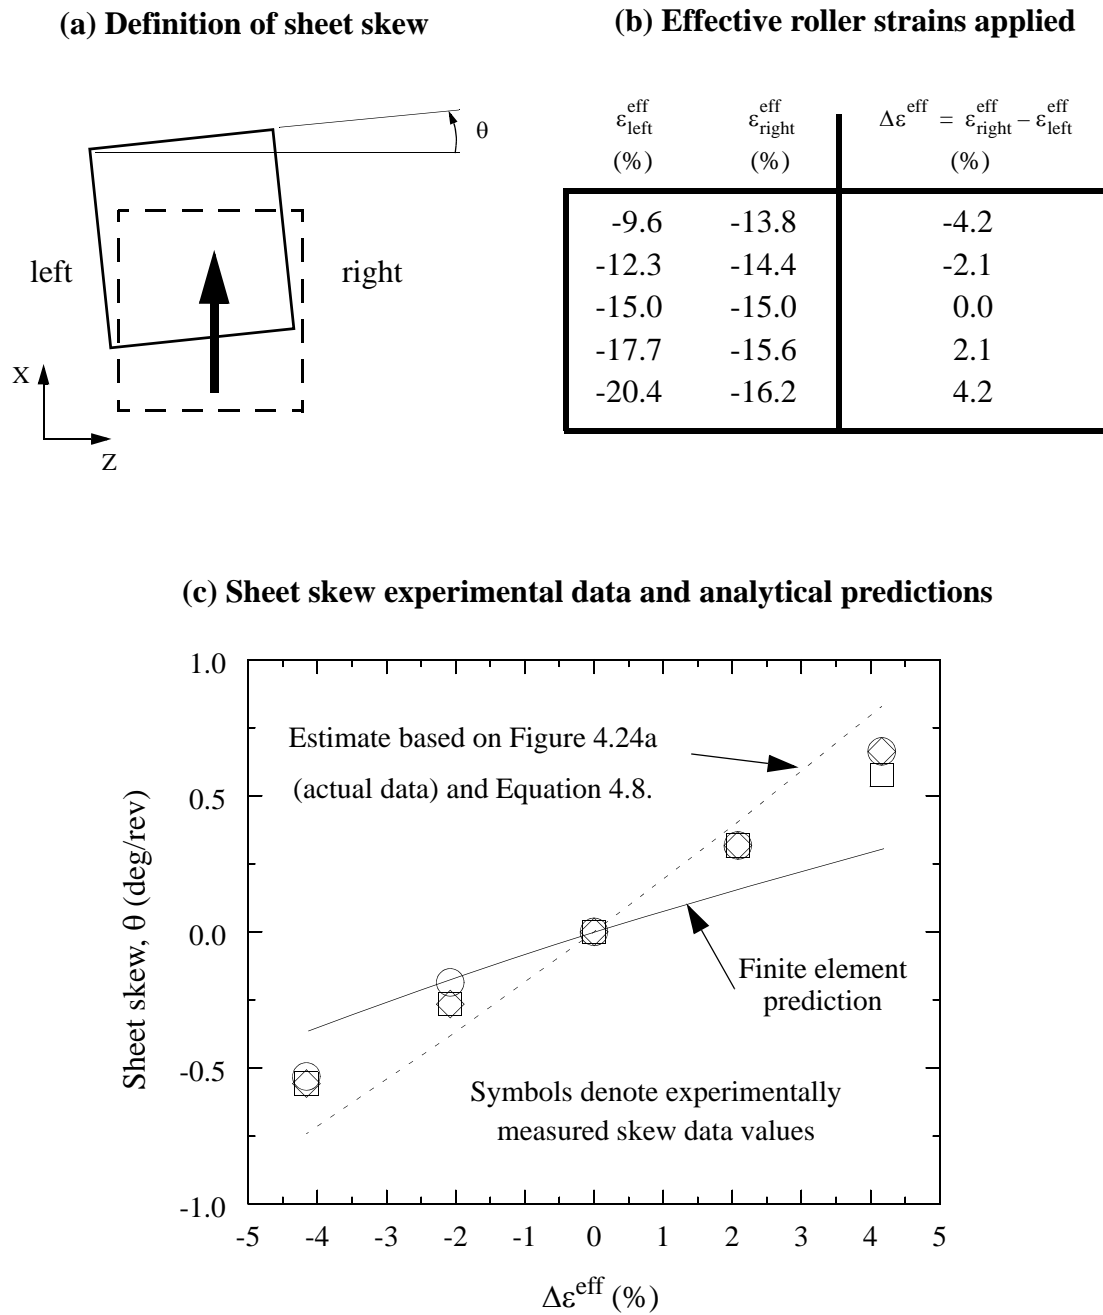 (a) Definition of sheet skew
θ
left
right
X
Z
(b) Effective roller strains applied
ε_left^eff ε_right^eff Δε^eff = ε_right^eff – ε_left^eff
(%) (%) (%)
-9.6 -13.8 -4.2
-12.3 -14.4 -2.1
-15.0 -15.0 0.0
-17.7 -15.6 2.1
-20.4 -16.2 4.2
(c) Sheet skew experimental data and analytical predictions
Sheet skew, θ (deg/rev)
1.0
0.5
0.0
-0.5
-1.0
Estimate based on Figure 4.24a
(actual data) and Equation 4.8.
Finite element
prediction
Symbols denote experimentally
measured skew data values
-5 -4 -3 -2 -1 0 1 2 3 4 5
Δε^eff (%)